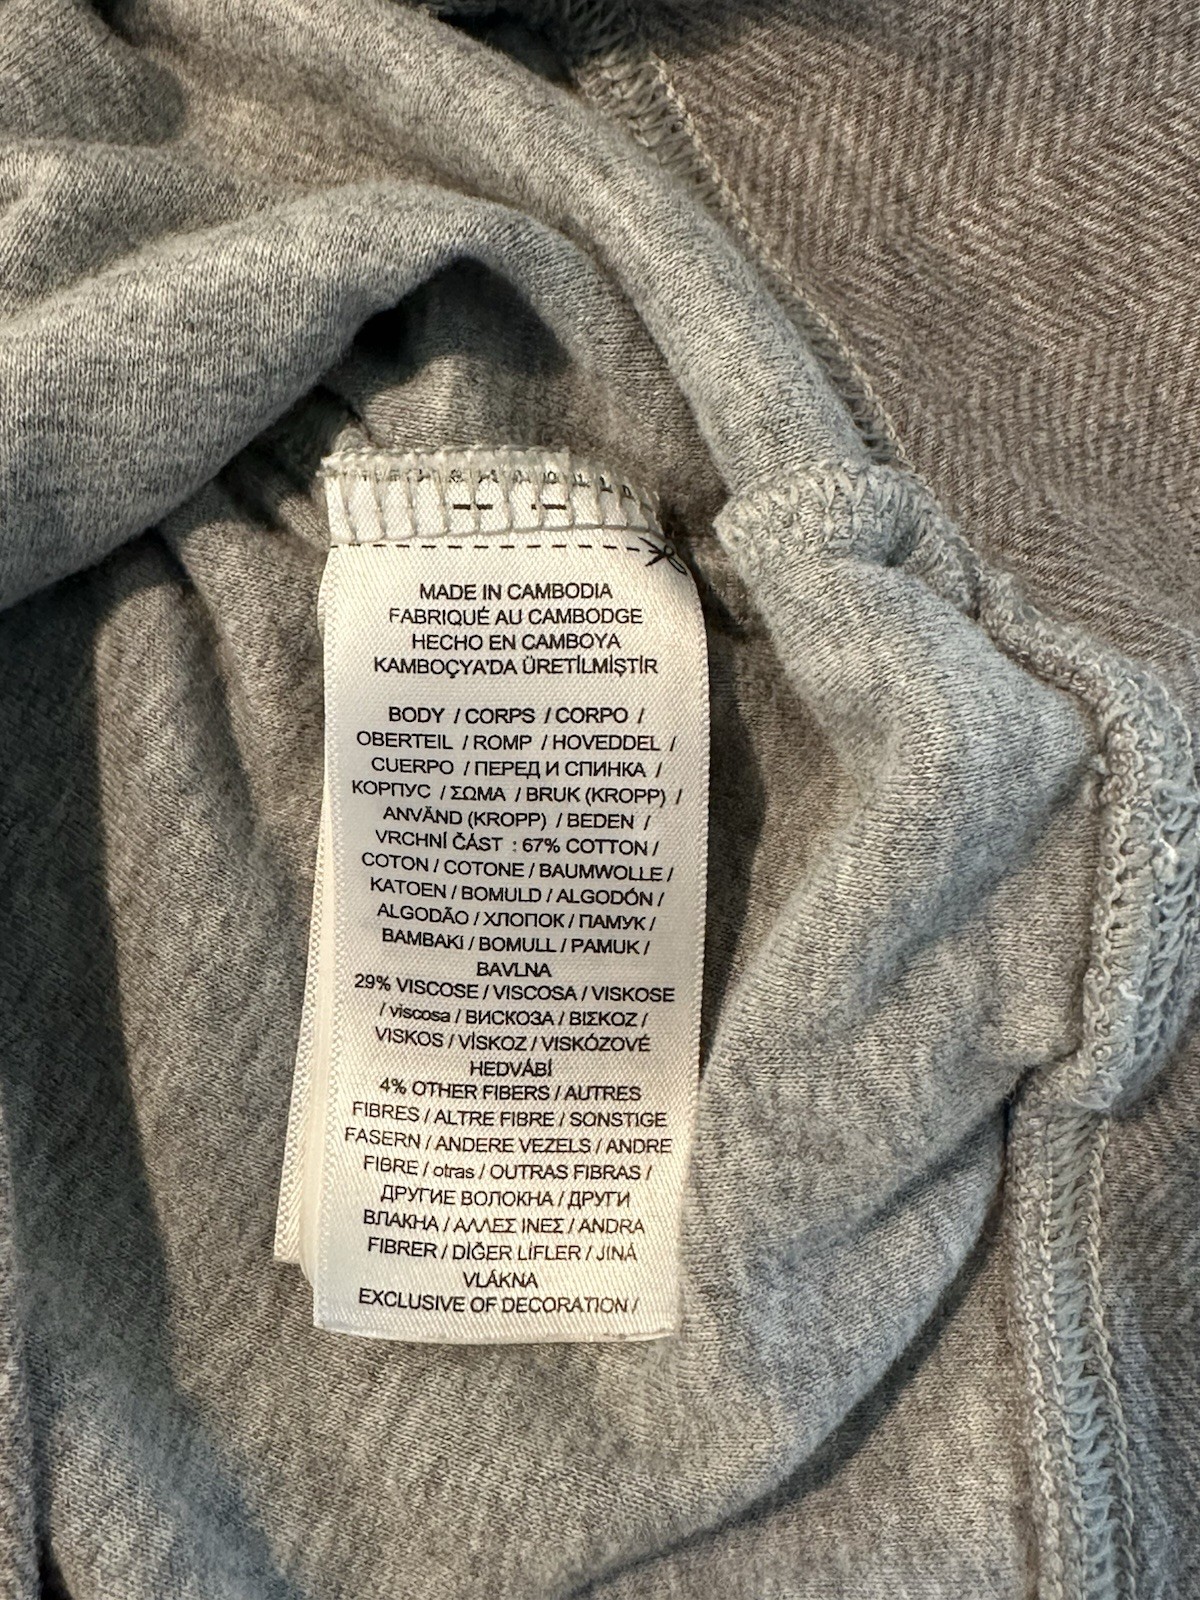 MADE IN CAMBODIA
FABRIQUÉ AU CAMBODGE
HECHO EN CAMBOYA
KAMBOÇYA'DA ÜRETİLMİŞTİR
BODY / CORPS / CORPO /
OBERTEIL / ROMP / HOVEDDEL /
CUERPO / ПЕРЕД И СПИНКА /
КОРПУС / ΣΩΜΑ / BRUK (KROPP) /
ANVÄND (KROPP) / BEDEN /
VRCHNÍ ČÁST : 67% COTTON /
COTON / COTONE / BAUMWOLLE /
KATOEN / BOMULD / ALGODÓN /
ALGODÃO / ХЛОПОК / ПАМУК /
ΒΑΜΒΑΚΙ / BOMULL / PAMUK /
BAVLNA
29% VISCOSE / VISCOSA / VISKOSE
/ viscosa / ВИСКОЗА / ΒΙΣΚΟΖ /
VISKOS / VİSKOZ / VISKÓZOVÉ
HEDVÁBÍ
4% OTHER FIBERS / AUTRES
FIBRES / ALTRE FIBRE / SONSTIGE
FASERN / ANDERE VEZELS / ANDRE
FIBRE / otras / OUTRAS FIBRAS /
ДРУГИЕ ВОЛОКНА / ДРУГИ
ВЛАКНА / ΑΛΛΕΣ ΙΝΕΣ / ANDRA
FIBRER / DİĞER LİFLER / JINÁ
VLÁKNA
EXCLUSIVE OF DECORATION /